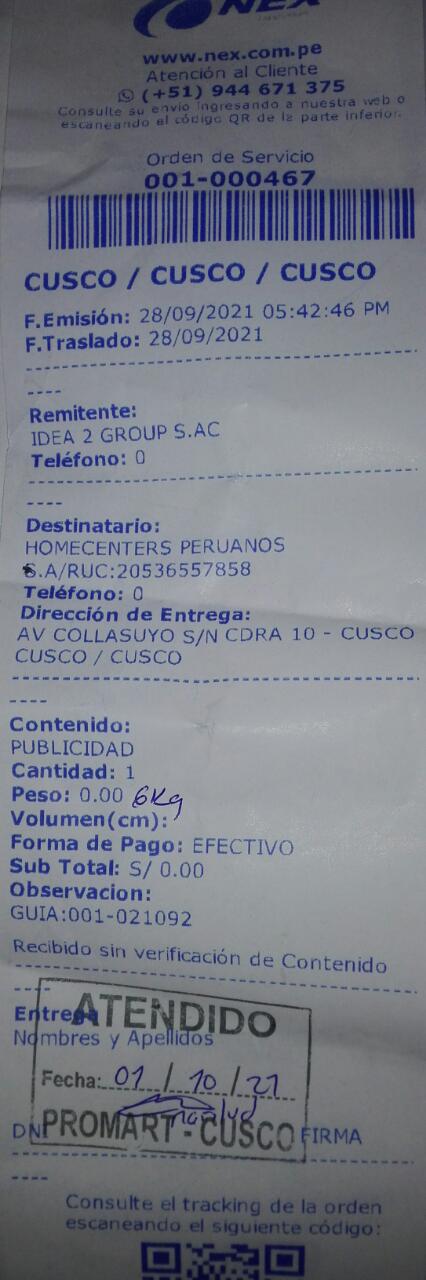 NEX
www.nex.com.pe
Atención al Cliente
(+51) 944 671 375
Consulte su envío ingresando a nuestra web o
escaneando el código QR de la parte inferior.
Orden de Servicio
001-000467
CUSCO / CUSCO / CUSCO
F.Emisión: 28/09/2021 05:42:46 PM
F.Traslado: 28/09/2021
----
Remitente:
IDEA 2 GROUP S.AC
Teléfono: 0
----
Destinatario:
HOMECENTERS PERUANOS
S.A/RUC:20536557858
Teléfono: 0
Dirección de Entrega:
AV COLLASUYO S/N CDRA 10 - CUSCO
CUSCO / CUSCO
----
Contenido:
PUBLICIDAD
Cantidad: 1
Peso: 0.00 6Kg
Volumen(cm):
Forma de Pago: EFECTIVO
Sub Total: S/ 0.00
Observacion:
GUIA:001-021092
Recibido sin verificación de Contenido
----
Entrega
ATENDIDO
Nombres y Apellidos
Fecha: 01 / 10 / 21
PROMART - CUSCO
DNI FIRMA
----
Consulte el tracking de la orden
escaneando el siguiente código: